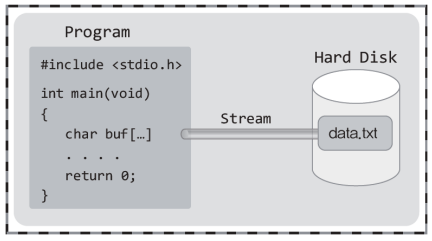 Program
#include <stdio.h>
int main(void)
{
char buf[…]
. . . .
return 0;
}
Stream
Hard Disk
data.txt